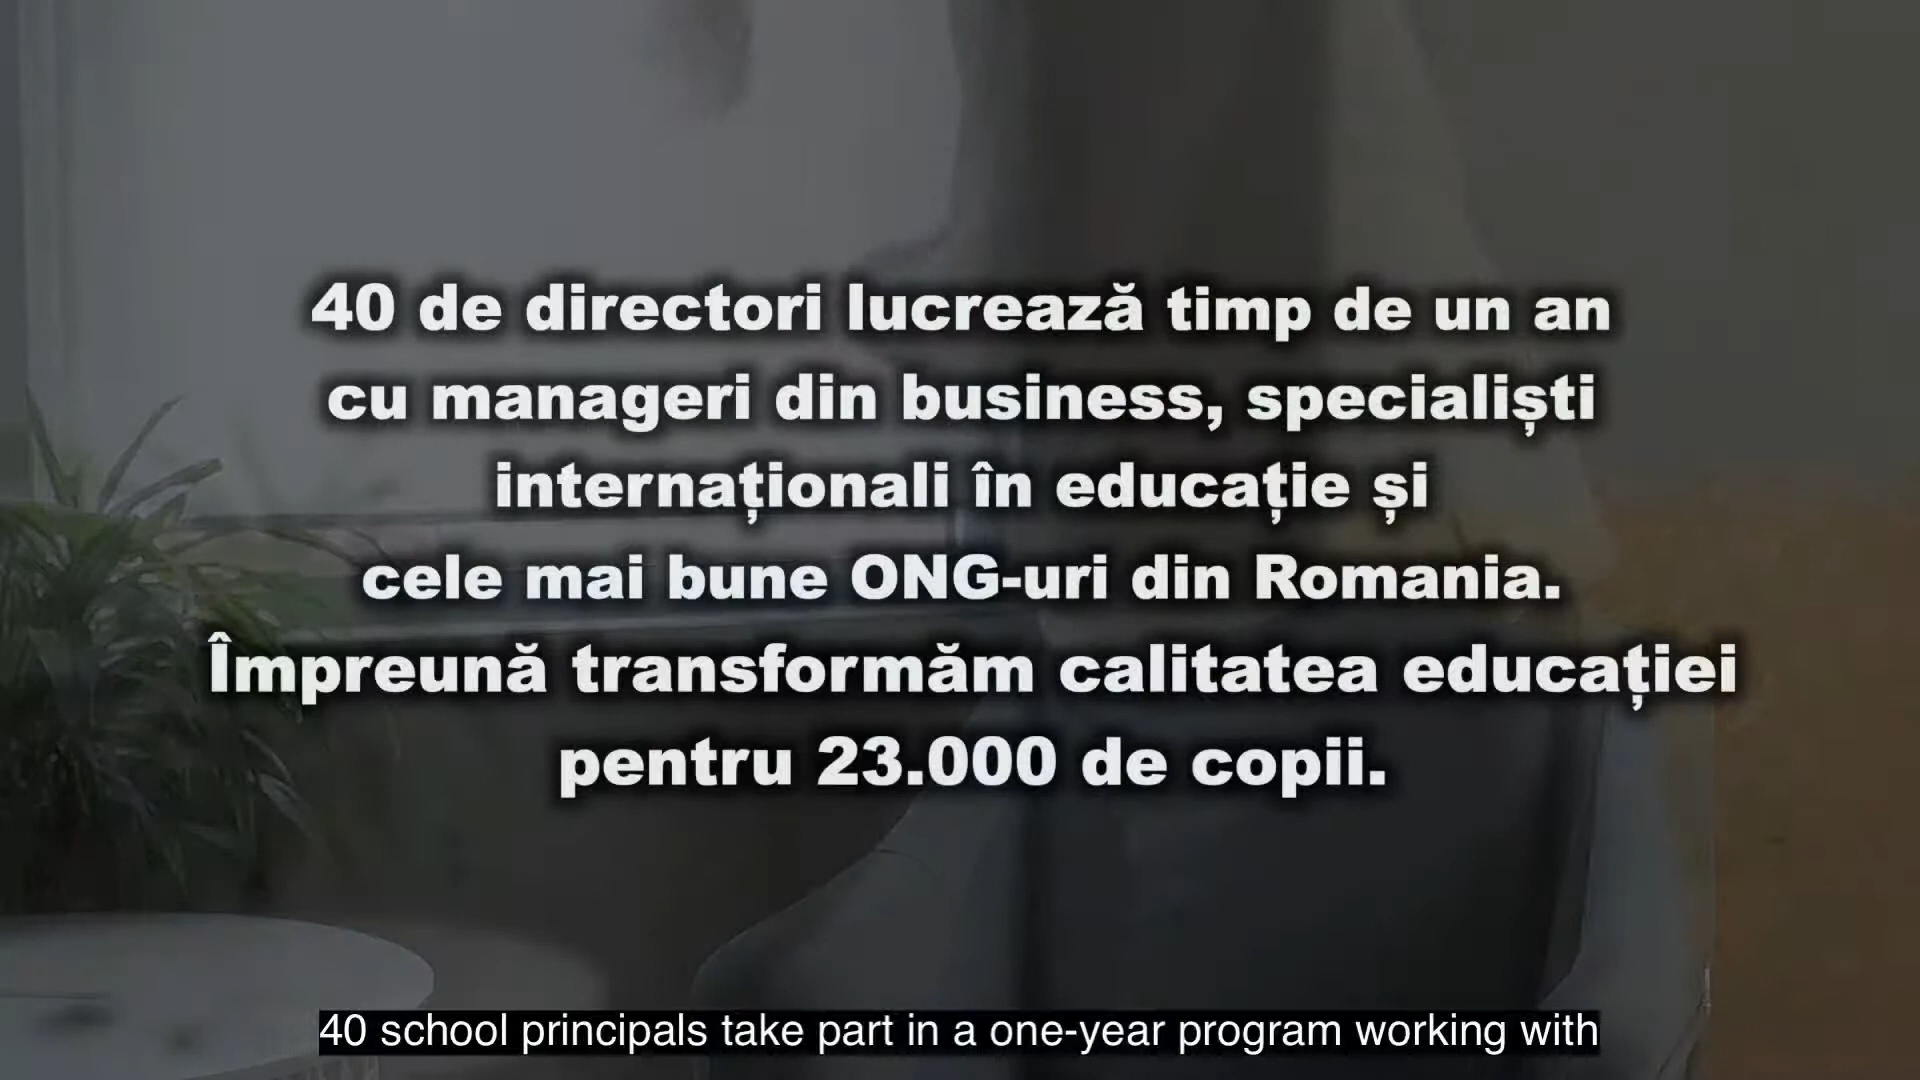 40 de directori lucrează timp de un an
cu manageri din business, specialiști
internaționali în educație și
cele mai bune ONG-uri din Romania.
Împreună transformăm calitatea educației
pentru 23.000 de copii.
40 school principals take part in a one-year program working with